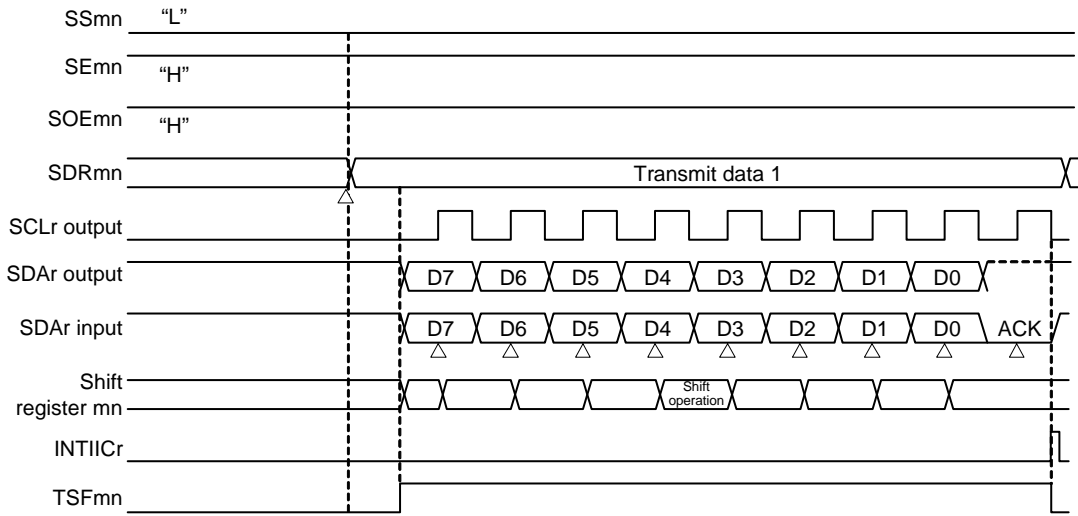 SSmn “L”
SEmn “H”
SOEmn “H”
SDRmn Transmit data 1
SCLr output
SDAr output D7 D6 D5 D4 D3 D2 D1 D0
SDAr input D7 D6 D5 D4 D3 D2 D1 D0 ACK
Shift
register mn
Shift
operation
INTIICr
TSFmn